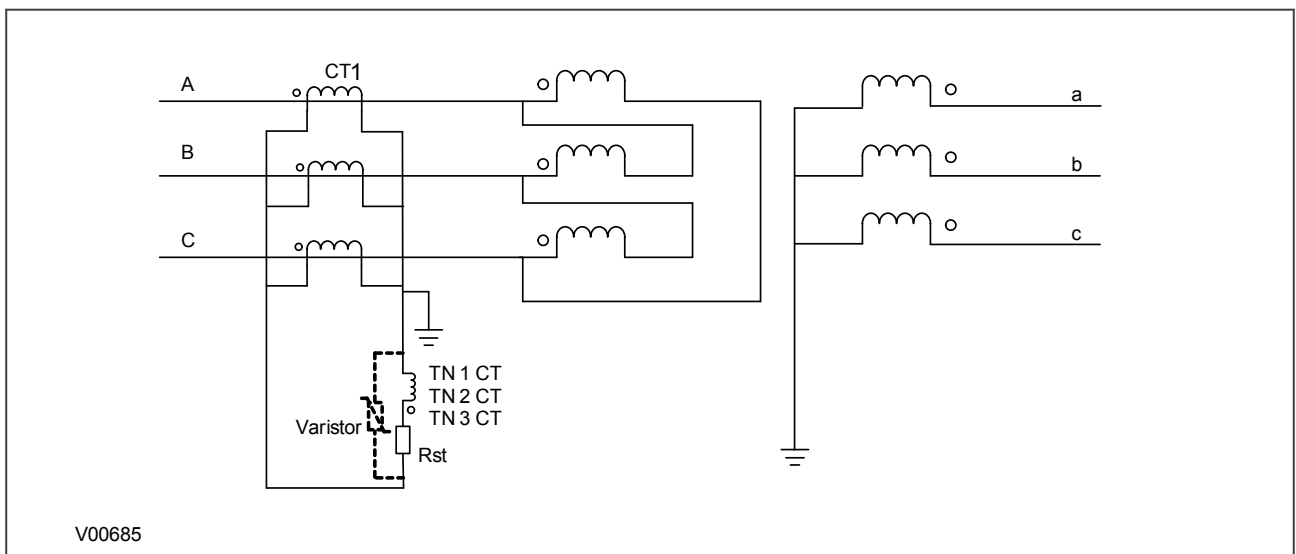 CT1
A
B
C
a
b
c
TN 1 CT
TN 2 CT
TN 3 CT
Varistor
Rst
V00685